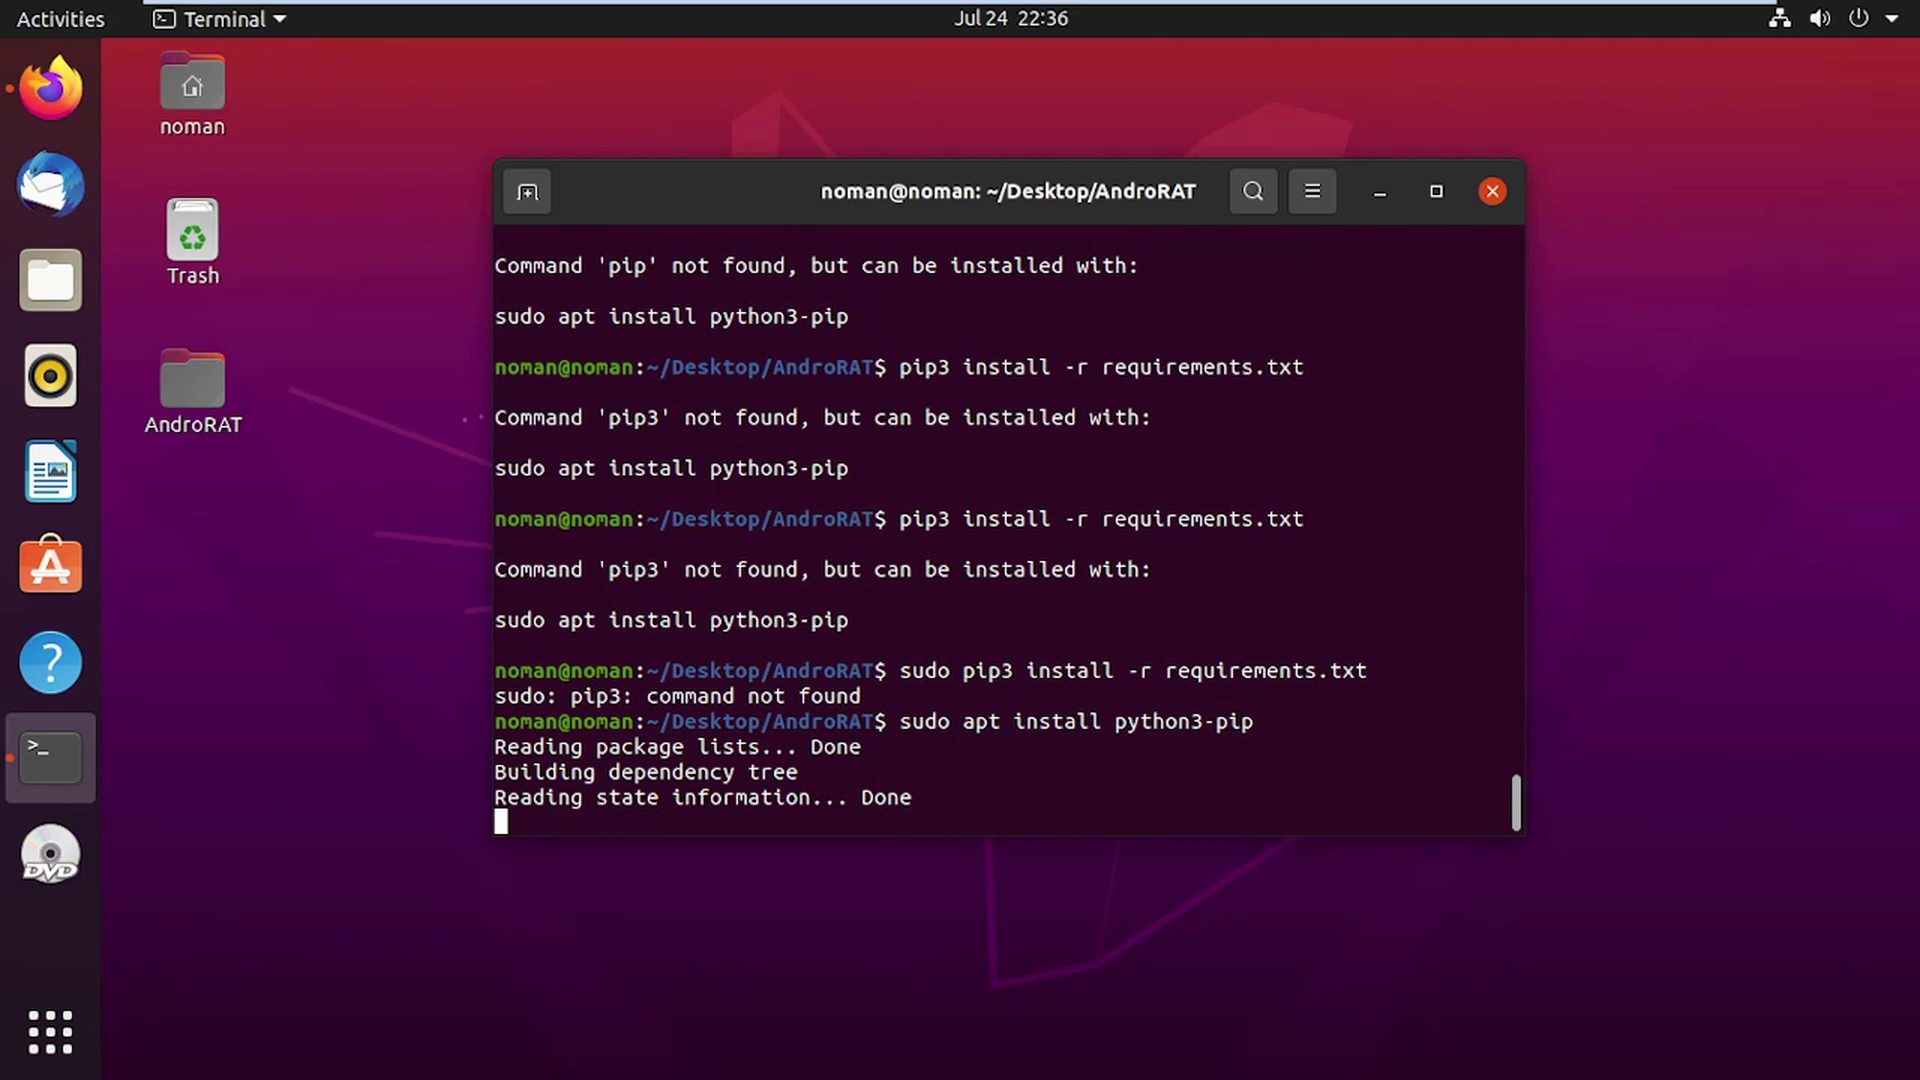 Activities
Terminal
Jul 24 22:36
noman
Trash
AndroRAT
noman@noman: ~/Desktop/AndroRAT
Command 'pip' not found, but can be installed with:
sudo apt install python3-pip
noman@noman:~/Desktop/AndroRAT$ pip3 install -r requirements.txt
Command 'pip3' not found, but can be installed with:
sudo apt install python3-pip
noman@noman:~/Desktop/AndroRAT$ pip3 install -r requirements.txt
Command 'pip3' not found, but can be installed with:
sudo apt install python3-pip
noman@noman:~/Desktop/AndroRAT$ sudo pip3 install -r requirements.txt
sudo: pip3: command not found
noman@noman:~/Desktop/AndroRAT$ sudo apt install python3-pip
Reading package lists... Done
Building dependency tree
Reading state information... Done
>_
DVD